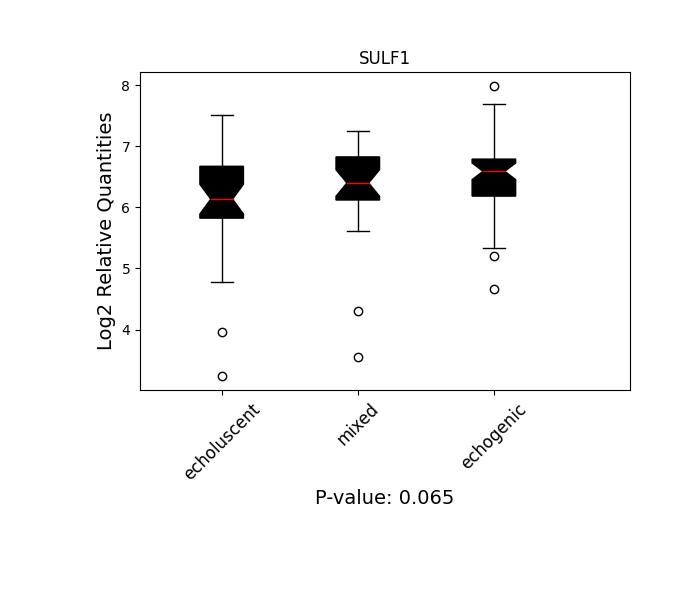 SULF1
Log2 Relative Quantities
8
7
6
5
4
echoluscent
mixed
echogenic
P-value: 0.065